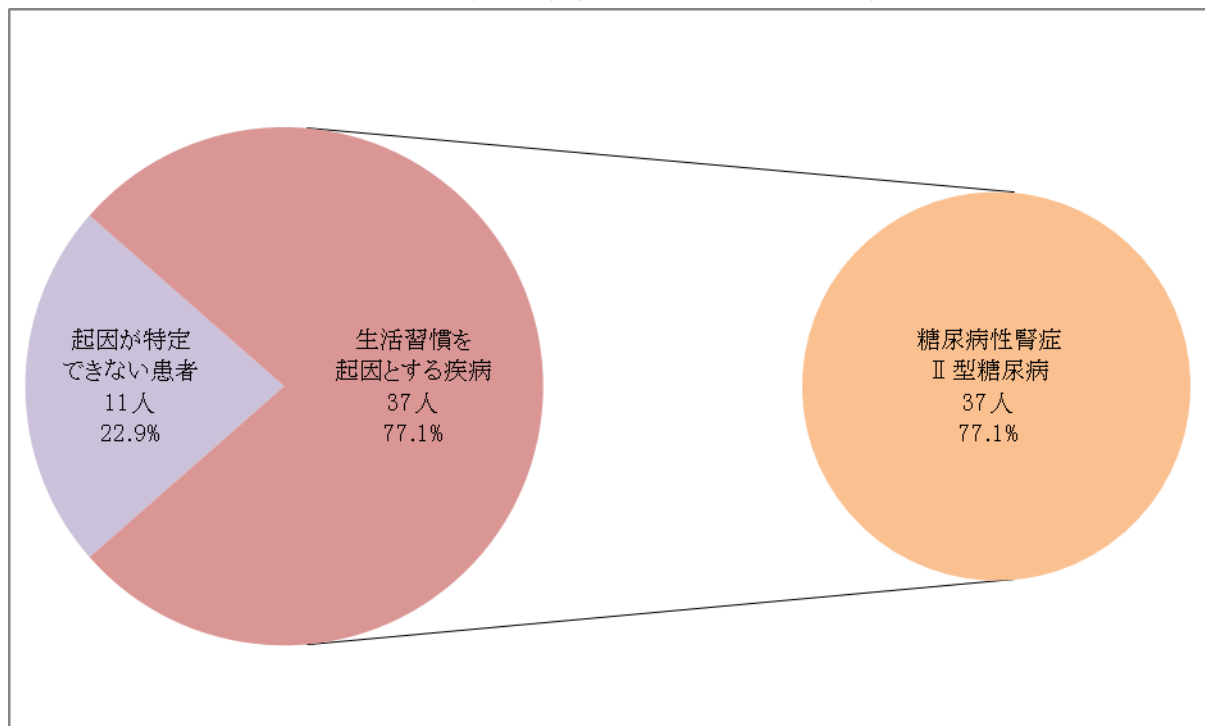 起因が特定
できない患者
11人
22.9%
生活習慣を
起因とする疾病
37人
77.1%
糖尿病性腎症
Ⅱ型糖尿病
37人
77.1%